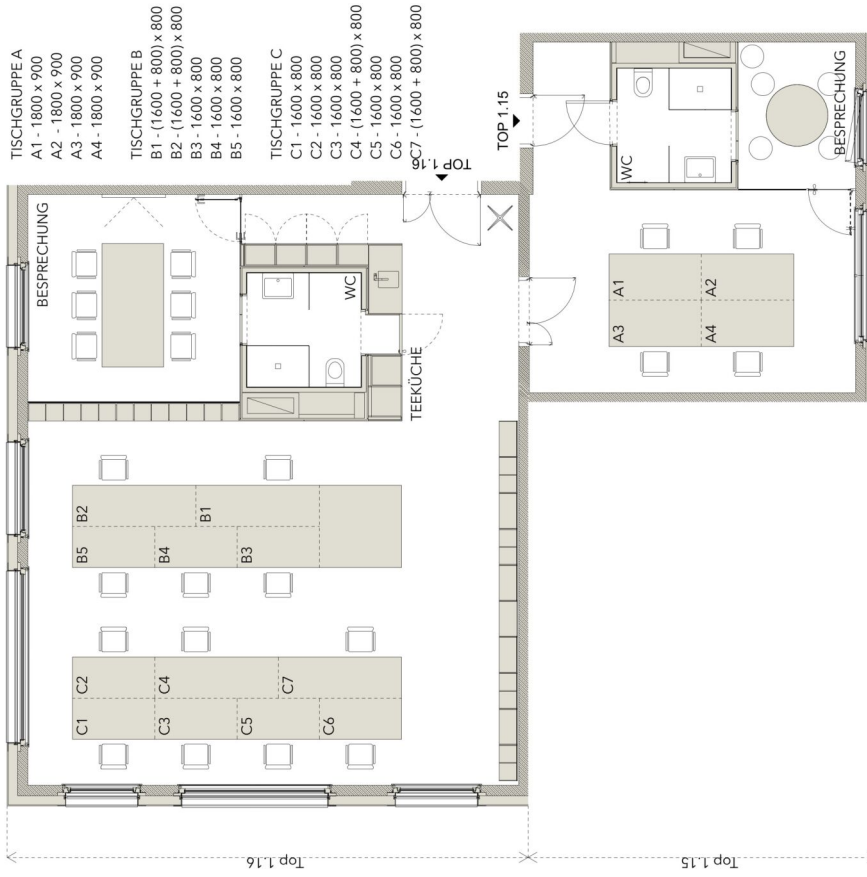 TISCHGRUPPE A
A1 - 1800 x 900
A2 - 1800 x 900
A3 - 1800 x 900
A4 - 1800 x 900
TISCHGRUPPE B
B1 - (1600 + 800) x 800
B2 - (1600 + 800) x 800
B3 - 1600 x 800
B4 - 1600 x 800
B5 - 1600 x 800
TISCHGRUPPE C
C1 - 1600 x 800
C2 - 1600 x 800
C3 - 1600 x 800
C4 - (1600 + 800) x 800
C5 - 1600 x 800
C6 - 1600 x 800
C7 - (1600 + 800) x 800
BESPRECHUNG
WC
TEEKÜCHE
TOP 1.16
TOP 1.15
WC
BESPRECHUNG
B5
B2
B4
B1
B3
C1
C2
C3
C4
C5
C7
C6
A3
A1
A4
A2
Top 1.16
Top 1.15